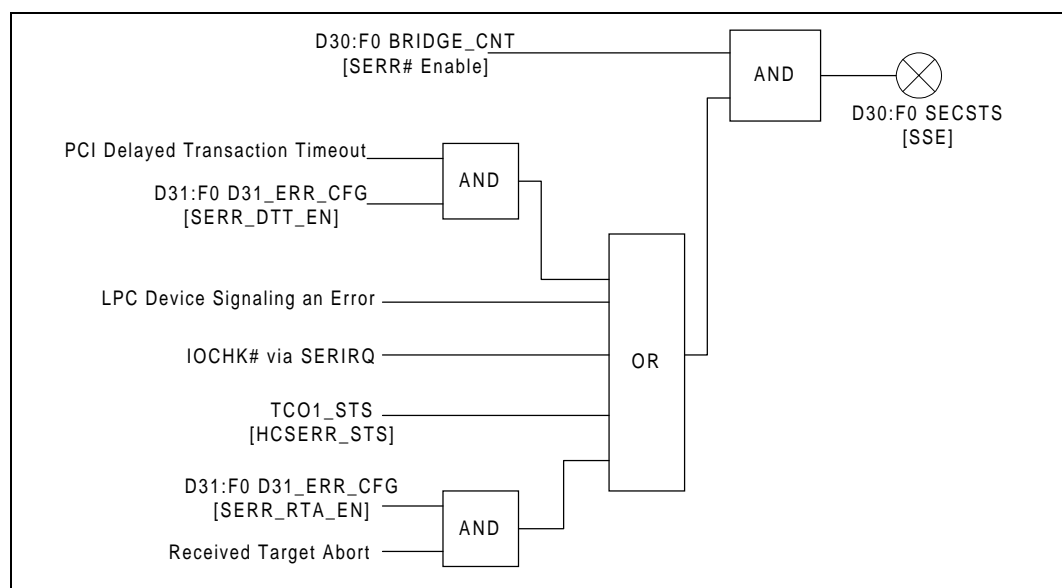 D30:F0 BRIDGE_CNT
[SERR# Enable]
AND
D30:F0 SECSTS
[SSE]
PCI Delayed Transaction Timeout
AND
D31:F0 D31_ERR_CFG
[SERR_DTT_EN]
LPC Device Signaling an Error
IOCHK# via SERIRQ
OR
TCO1_STS
[HCSERR_STS]
D31:F0 D31_ERR_CFG
[SERR_RTA_EN]
AND
Received Target Abort